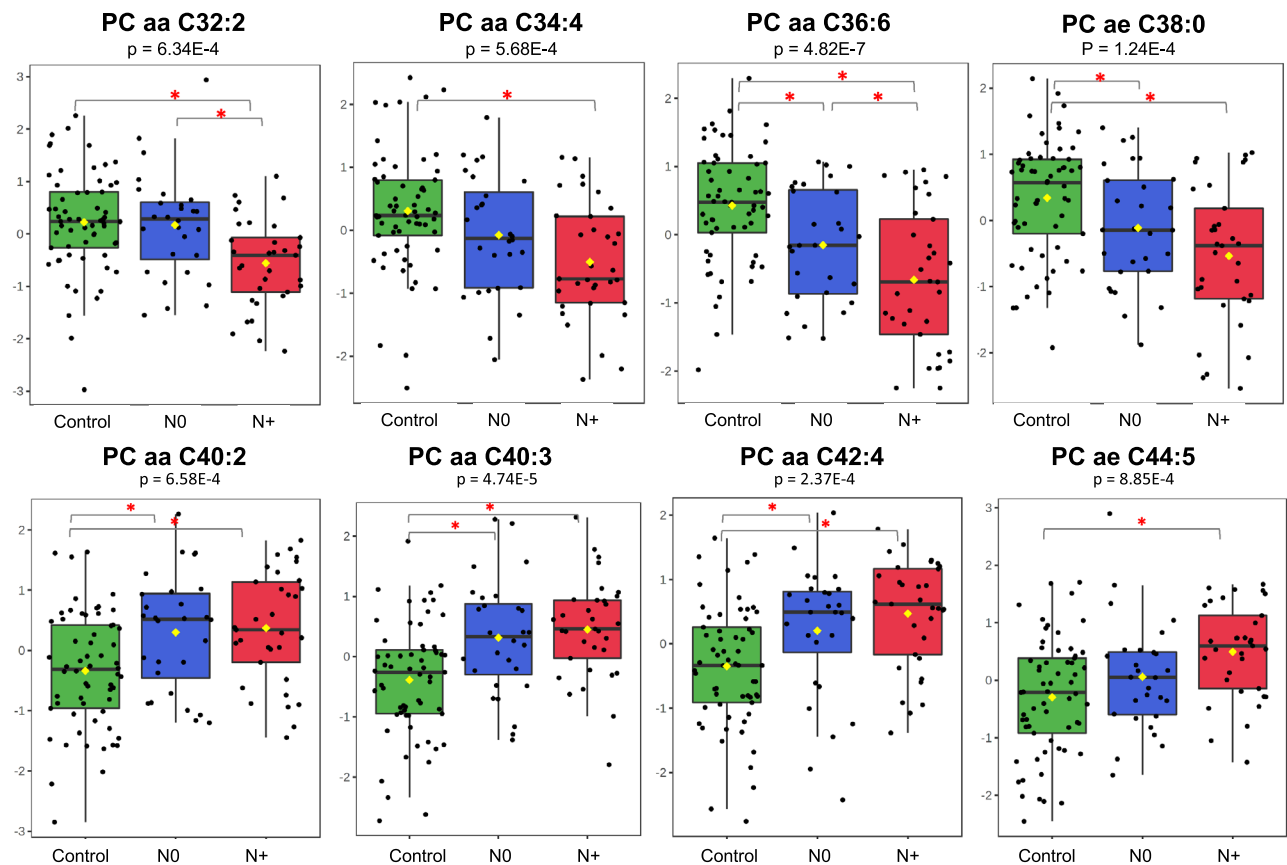 PC aa C32:2
p = 6.34E-4
*
*
3
2
1
0
-1
-2
-3
Control N0 N+
PC aa C34:4
p = 5.68E-4
*
2
1
0
-1
-2
Control N0 N+
PC aa C36:6
p = 4.82E-7
*
* *
2
1
0
-1
-2
Control N0 N+
PC ae C38:0
P = 1.24E-4
*
*
2
1
0
-1
-2
Control N0 N+
PC aa C40:2
p = 6.58E-4
*
*
2
1
0
-1
-2
-3
Control N0 N+
PC aa C40:3
p = 4.74E-5
*
*
2
1
0
-1
-2
Control N0 N+
PC aa C42:4
p = 2.37E-4
*
*
2
1
0
-1
-2
Control N0 N+
PC ae C44:5
p = 8.85E-4
*
3
2
1
0
-1
-2
Control N0 N+